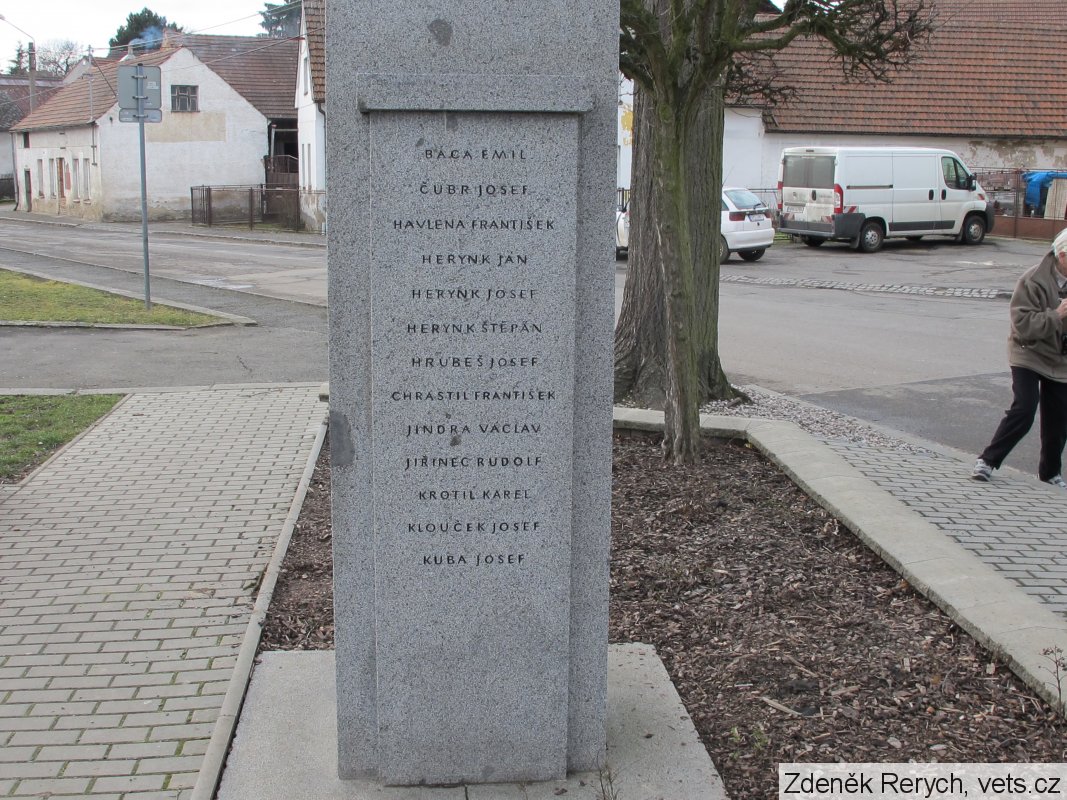 BACA EMIL
ČUBR JOSEF
HAVLENA FRANTIŠEK
HERYNK JAN
HERYNK JOSEF
HERYNK ŠTĚPÁN
HRUBEŠ JOSEF
CHRASTIL FRANTIŠEK
JINDRA VÁCLAV
JIŘINEC RUDOLF
KROTIL KAREL
KLOUČEK JOSEF
KUBA JOSEF
Zdeněk Rerych, vets.cz